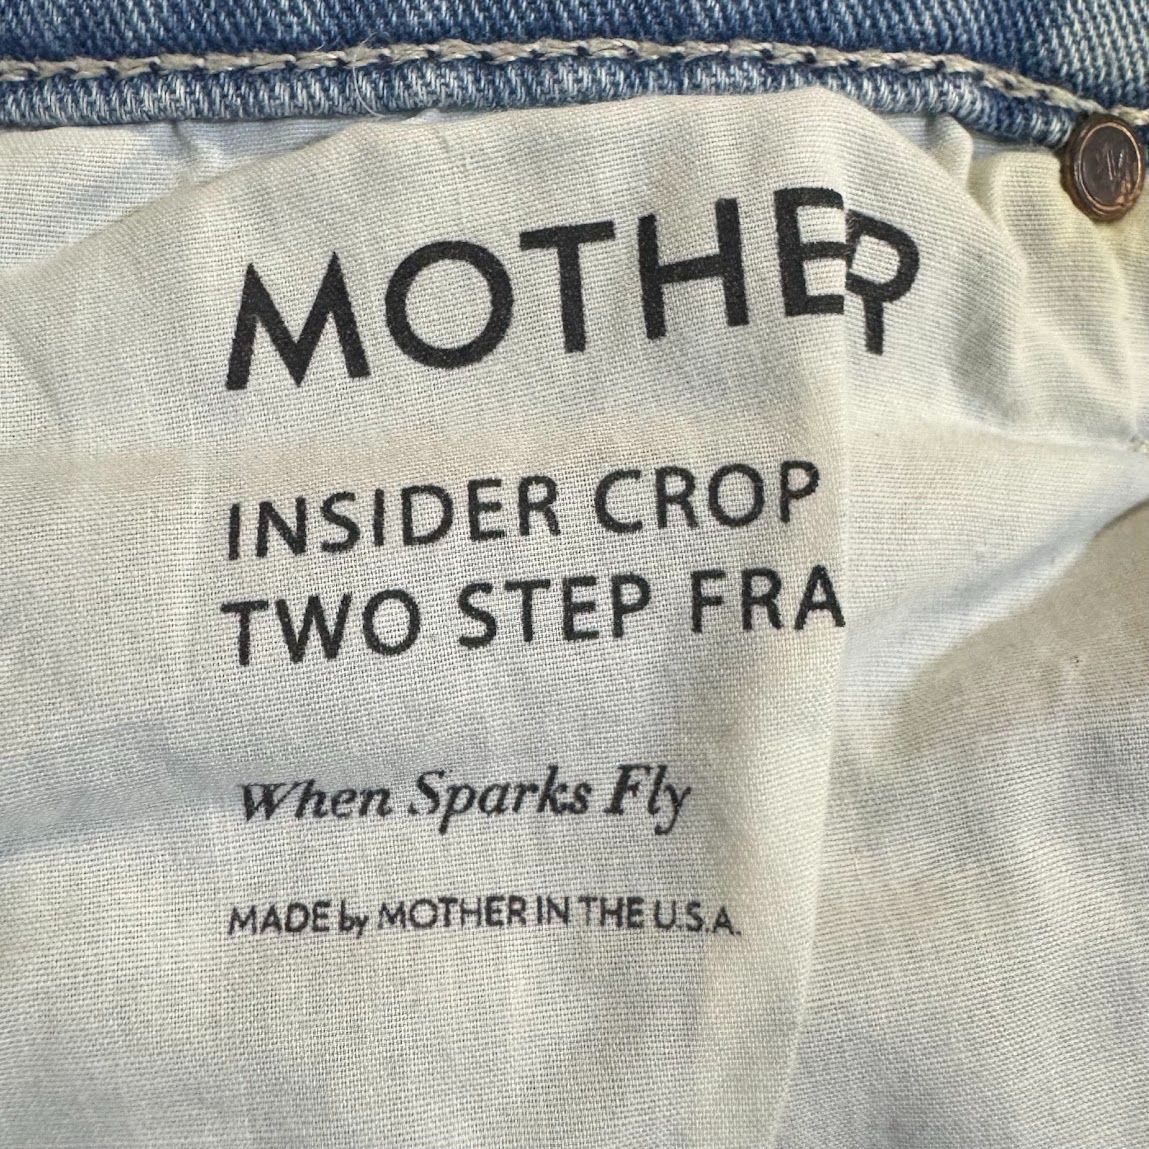 MOTHER
INSIDER CROP
TWO STEP FRA
When Sparks Fly
MADE by MOTHER IN THE U.S.A.